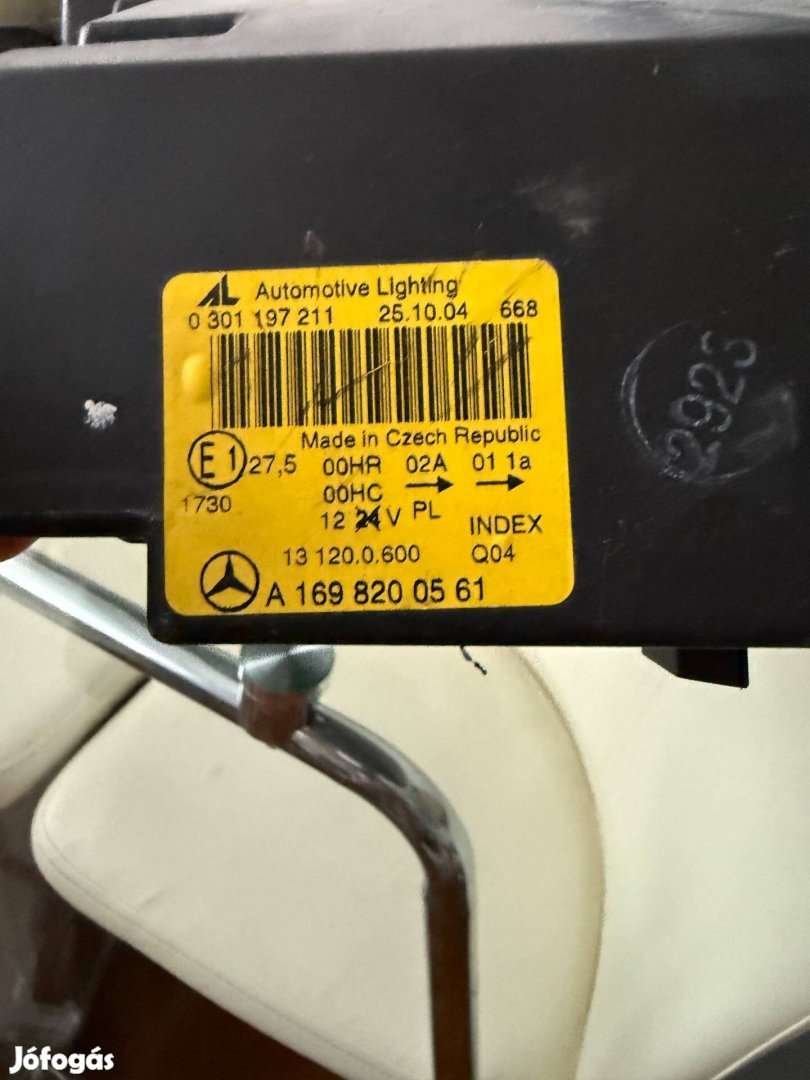 AL Automotive Lighting
0 301 197 211 25.10.04 668
Made in Czech Republic
E1 27,5 00HR 02A 01 1a
00HC → →
1730 12 24 V PL INDEX
13 120.0.600 Q04
A 169 820 05 61
2923
Jófogás